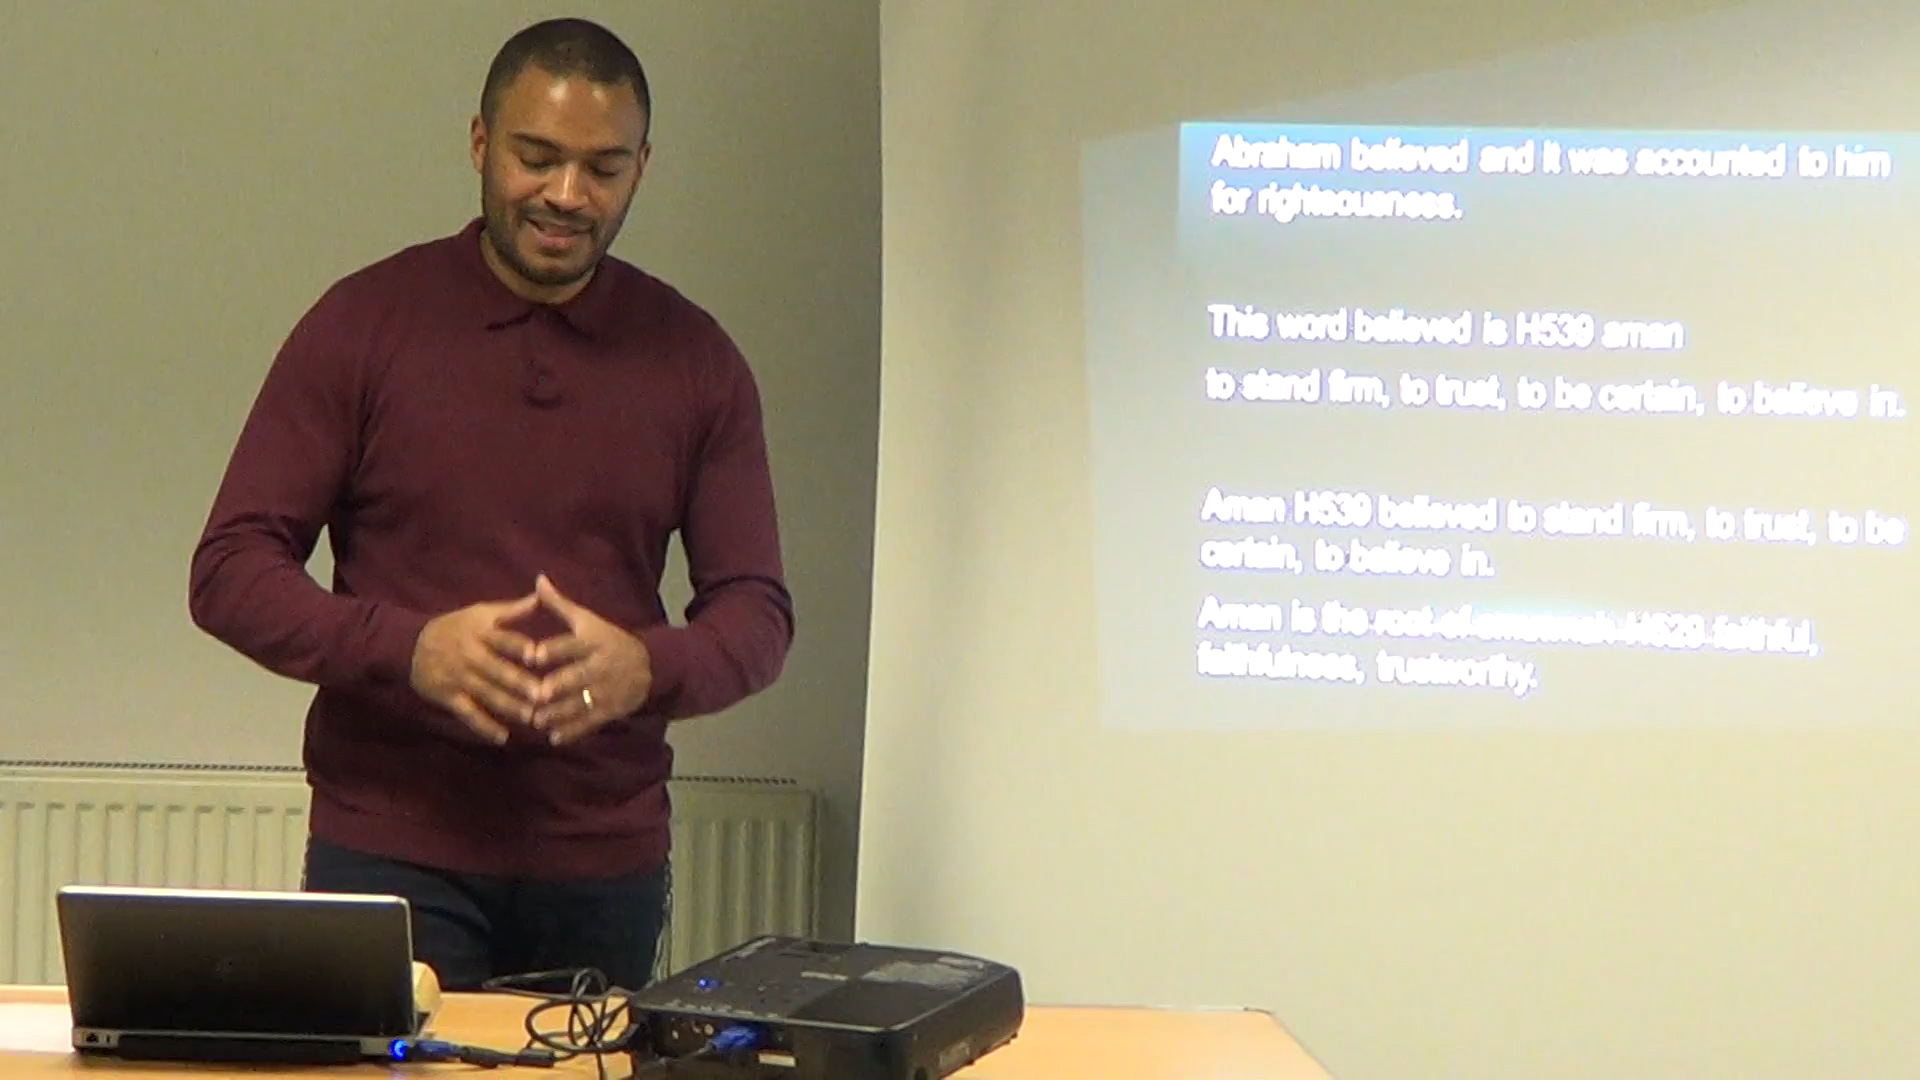 Abraham believed and it was accounted to him
for righteousness.
This word believed is H539 aman
to stand firm, to trust, to be certain, to believe in.
Aman H539 believed to stand firm, to trust, to be
certain, to believe in.
Aman is the root of emownah H529 faithful,
faithfulness, trustworthy.